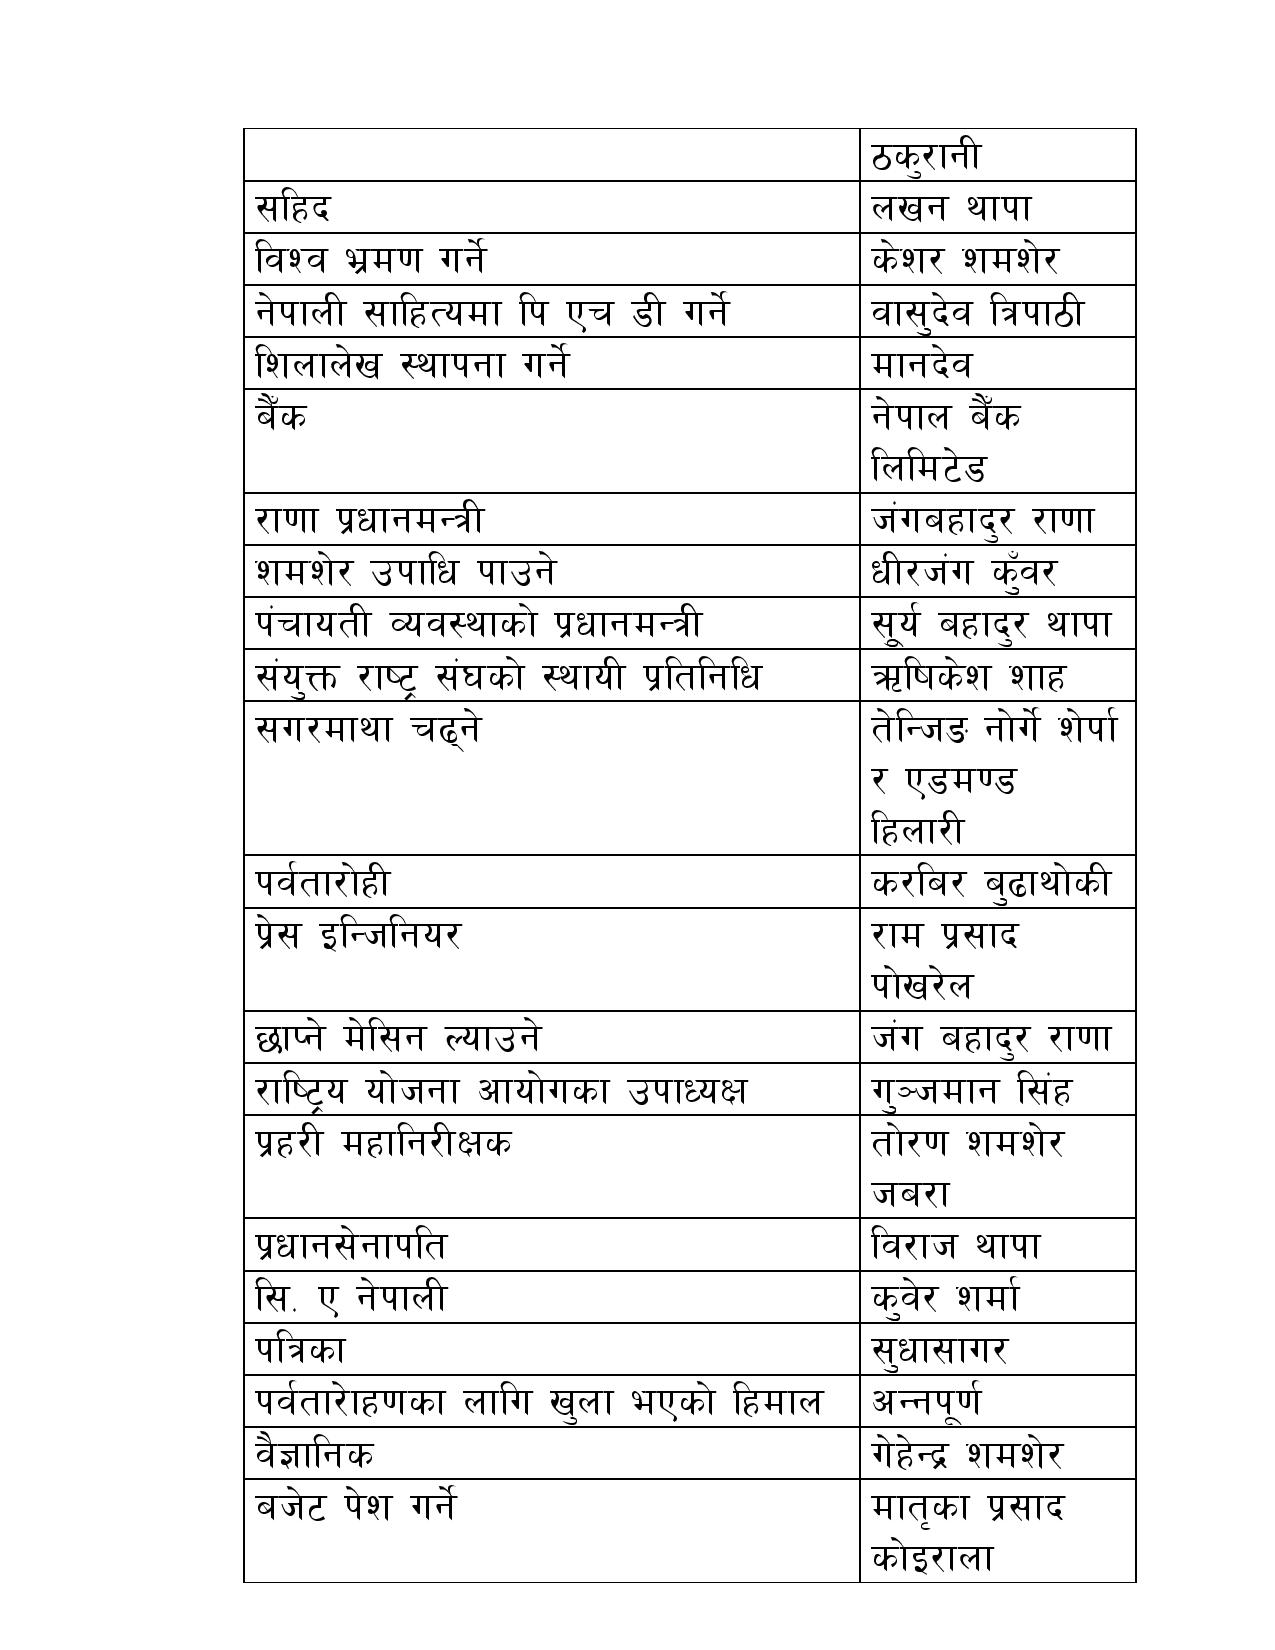 ठकुरानी
सहिद लखन थापा
विश्व भ्रमण गर्ने केशर शमशेर
नेपाली साहित्यमा पि एच डी गर्ने वासुदेव त्रिपाठी
शिलालेख स्थापना गर्ने मानदेव
बैँक नेपाल बैँक
लिमिटेड
राणा प्रधानमन्त्री जंगबहादुर राणा
शमशेर उपाधि पाउने धीरजंग कुँवर
पंचायती व्यवस्थाको प्रधानमन्त्री सूर्य बहादुर थापा
संयुक्त राष्ट्र संघको स्थायी प्रतिनिधि ऋषिकेश शाह
सगरमाथा चढ्ने तेन्जिङ नोर्गे शेर्पा
र एडमण्ड
हिलारी
पर्वतारोही करबिर बुढाथोकी
प्रेस इन्जिनियर राम प्रसाद
पोखरेल
छाप्ने मेसिन ल्याउने जंग बहादुर राणा
राष्ट्रिय योजना आयोगका उपाध्यक्ष गुञ्जमान सिंह
प्रहरी महानिरीक्षक तोरण शमशेर
जबरा
प्रधानसेनापति विराज थापा
सि. ए नेपाली कुवेर शर्मा
पत्रिका सुधासागर
पर्वतारोहणका लागि खुला भएको हिमाल अन्नपूर्ण
वैज्ञानिक गेहेन्द्र शमशेर
बजेट पेश गर्ने मातृका प्रसाद
कोइराला